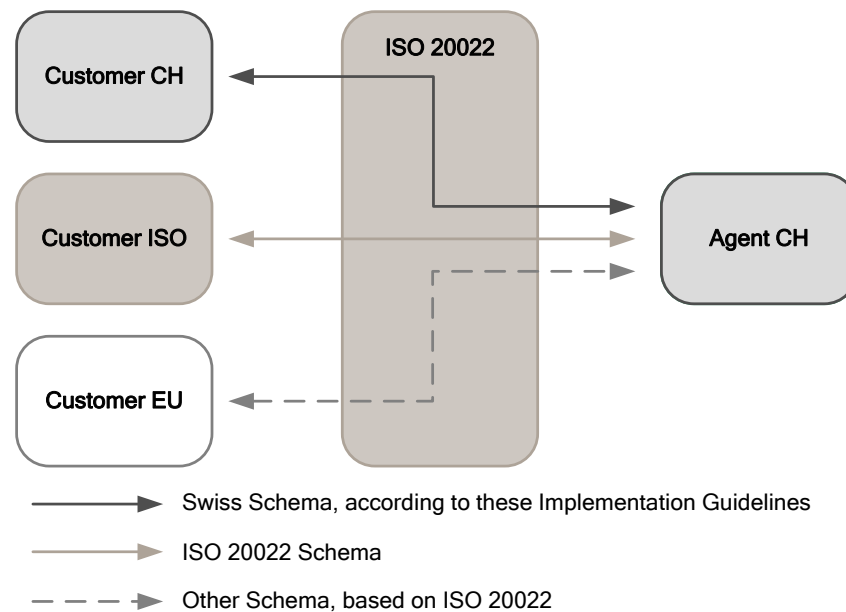 ISO 20022
Customer CH
Customer ISO
Agent CH
Customer EU
Swiss Schema, according to these Implementation Guidelines
ISO 20022 Schema
Other Schema, based on ISO 20022